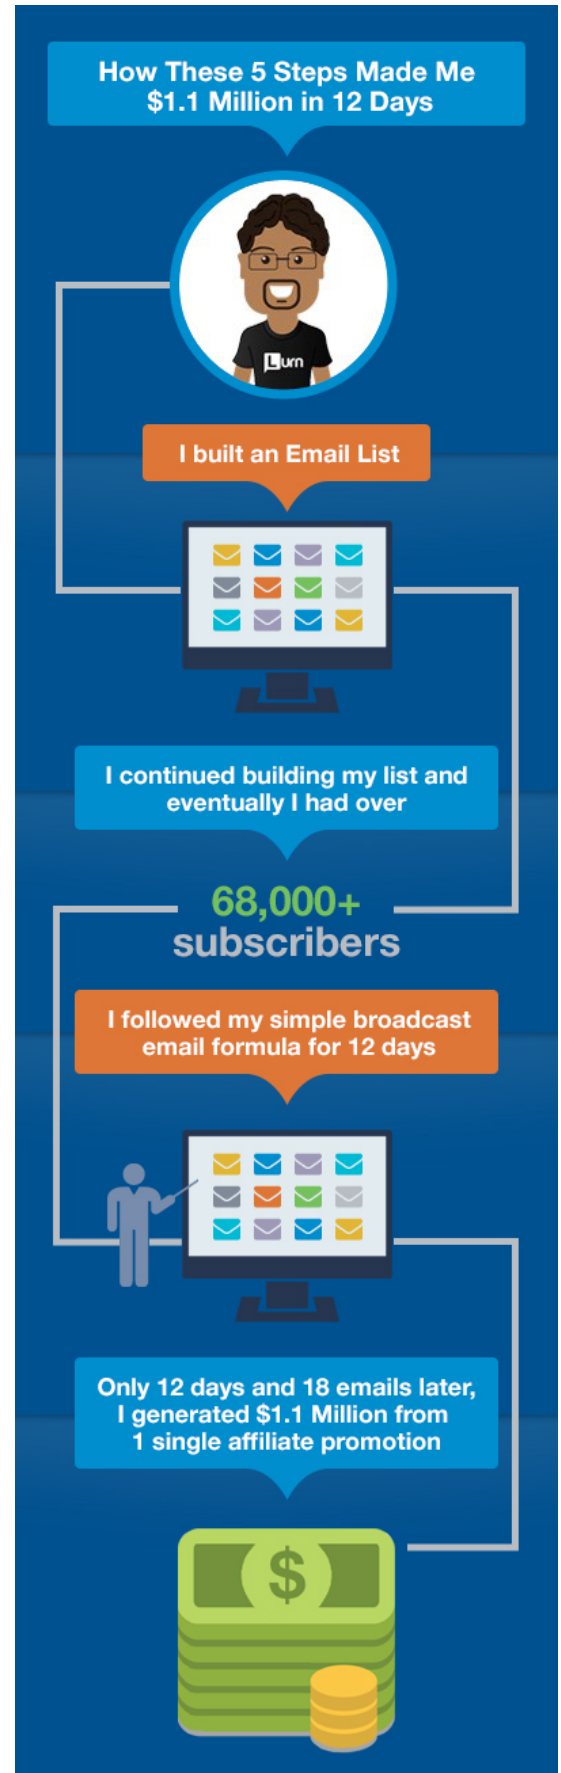 How These 5 Steps Made Me
$1.1 Million in 12 Days
Lurn
I built an Email List
I continued building my list and
eventually I had over
68,000+
subscribers
I followed my simple broadcast
email formula for 12 days
Only 12 days and 18 emails later,
I generated $1.1 Million from
1 single affiliate promotion
$